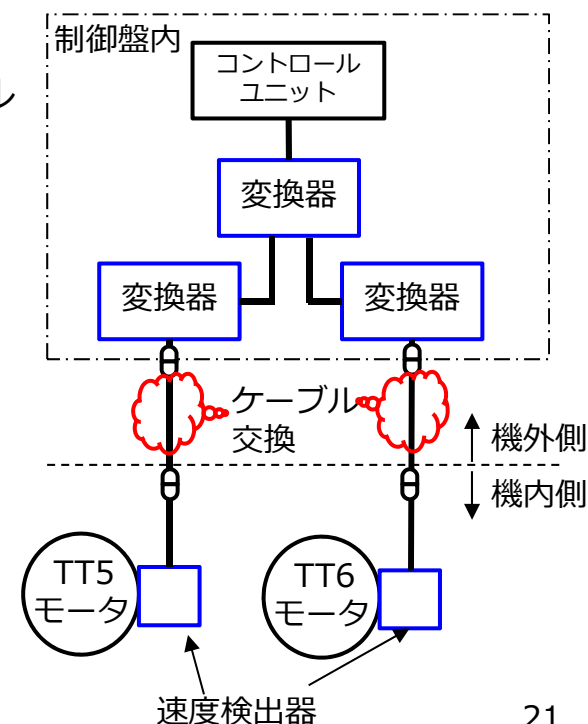 制御盤内
ル
コントロール
ユニット
変換器
変換器
変換器
ケーブル
交換
機外側
機内側
TT5
モータ
TT6
モータ
速度検出器
21